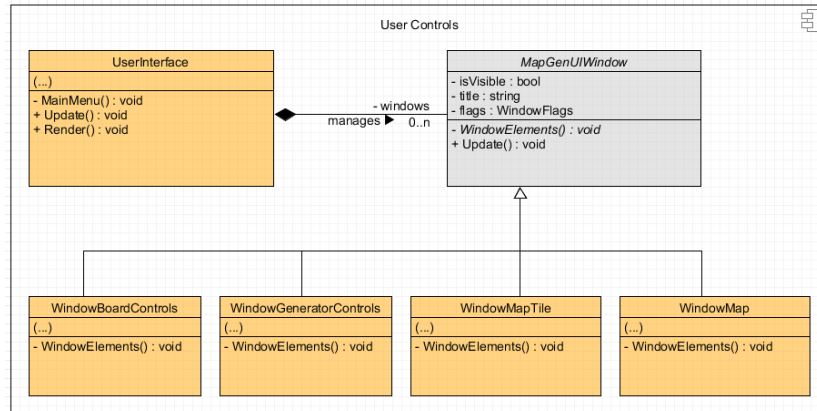 User Controls
UserInterface
(...)
- MainMenu() : void
+ Update() : void
+ Render() : void
- windows
manages ▶ 0..n
MapGenUIWindow
- isVisible : bool
- title : string
- flags : WindowFlags
- WindowElements() : void
+ Update() : void
WindowBoardControls
(...)
- WindowElements() : void
WindowGeneratorControls
(...)
- WindowElements() : void
WindowMapTile
(...)
- WindowElements() : void
WindowMap
(...)
- WindowElements() : void